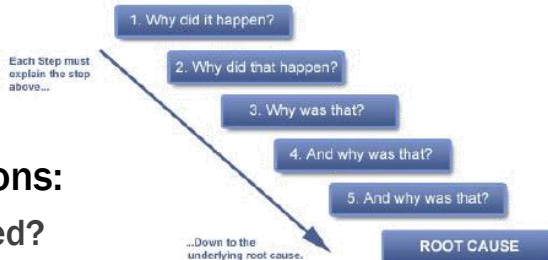 1. Why did it happen?
Each Step must
explain the step
above...
2. Why did that happen?
3. Why was that?
4. And why was that?
ons:
5. And why was that?
ed?
...Down to the
underlying root cause.
ROOT CAUSE